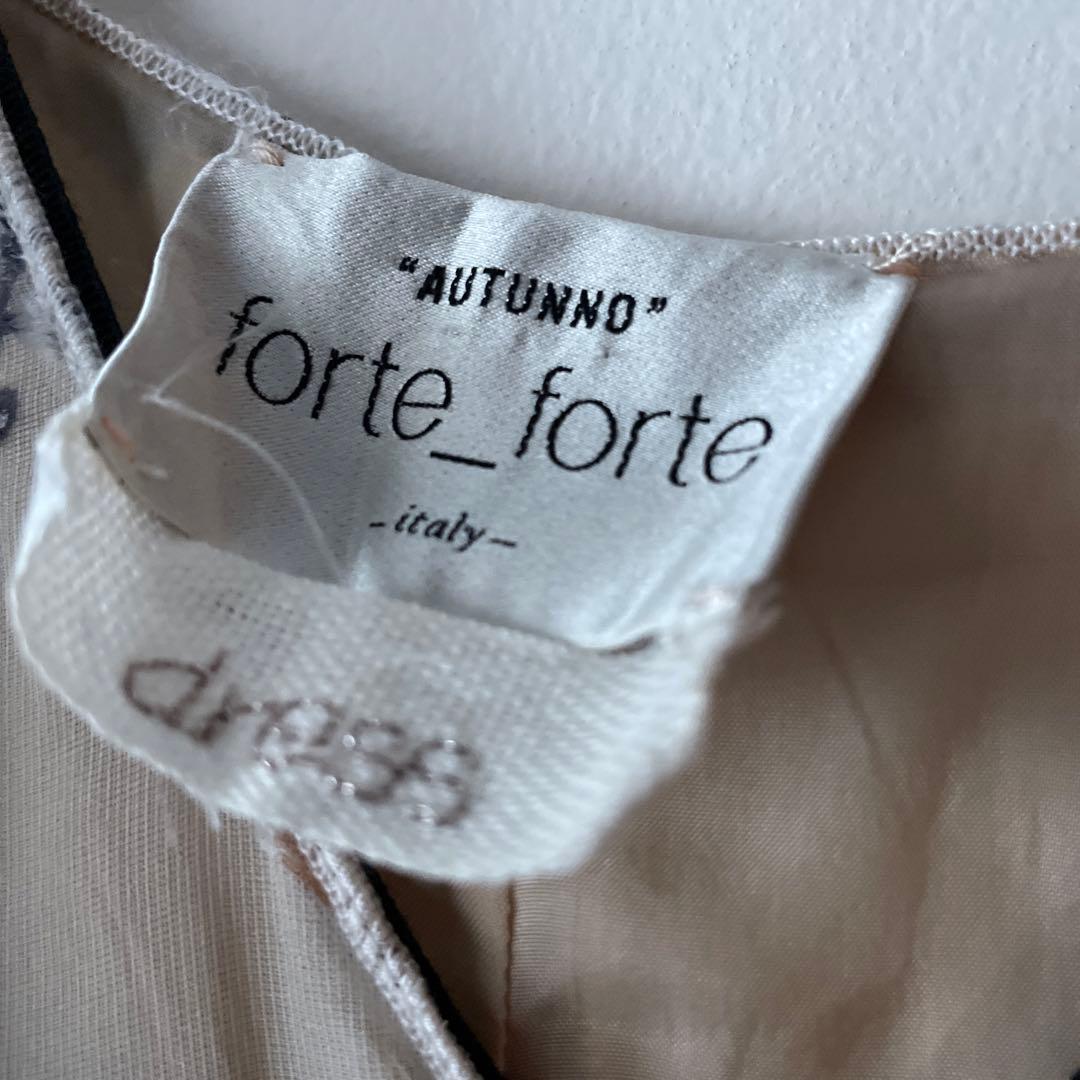 “AUTUNNO”
forte_forte
-italy-
dress